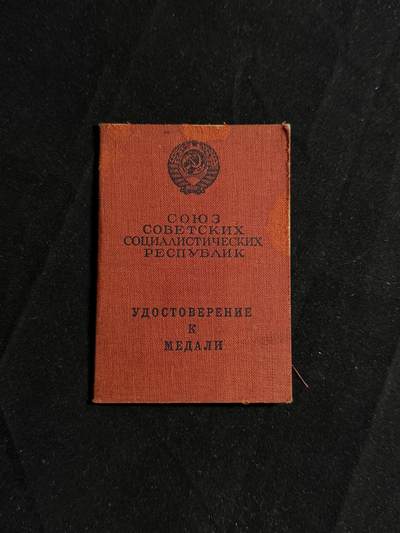 СОЮЗ
СОВЕТСКИХ
СОЦИАЛИСТИЧЕСКИХ
РЕСПУБЛИК
УДОСТОВЕРЕНИЕ
К
МЕДАЛИ